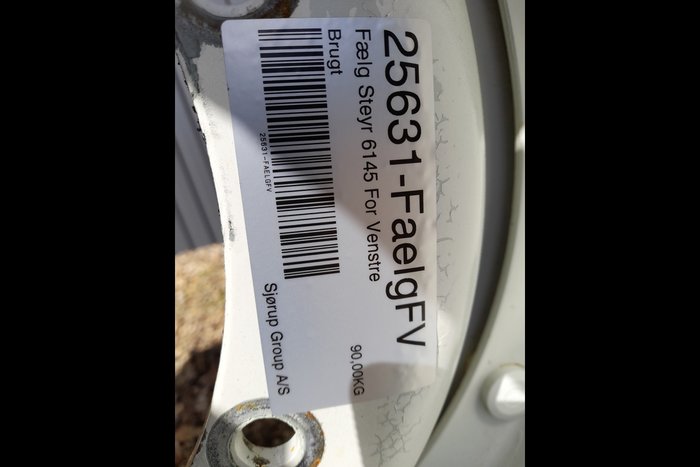 25631-FaelgFV
Fælg Steyr 6145 For Venstre
Brugt
90,00KG
25631-FAELGFV
Sjørup Group A/S